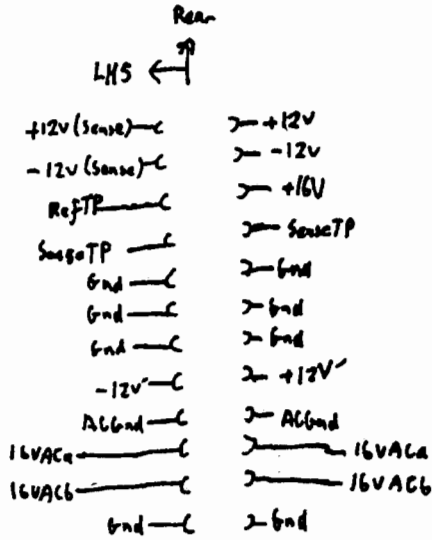 Rear
LHS
+12v (Sense) +12v
-12v (Sense) -12v
RefTP +16V
SenseTP SenseTP
Gnd Gnd
Gnd Gnd
Gnd Gnd
-12v' +12V'
ACGnd ACGnd
16VACa 16VACa
16VACb 16VACb
Gnd Gnd